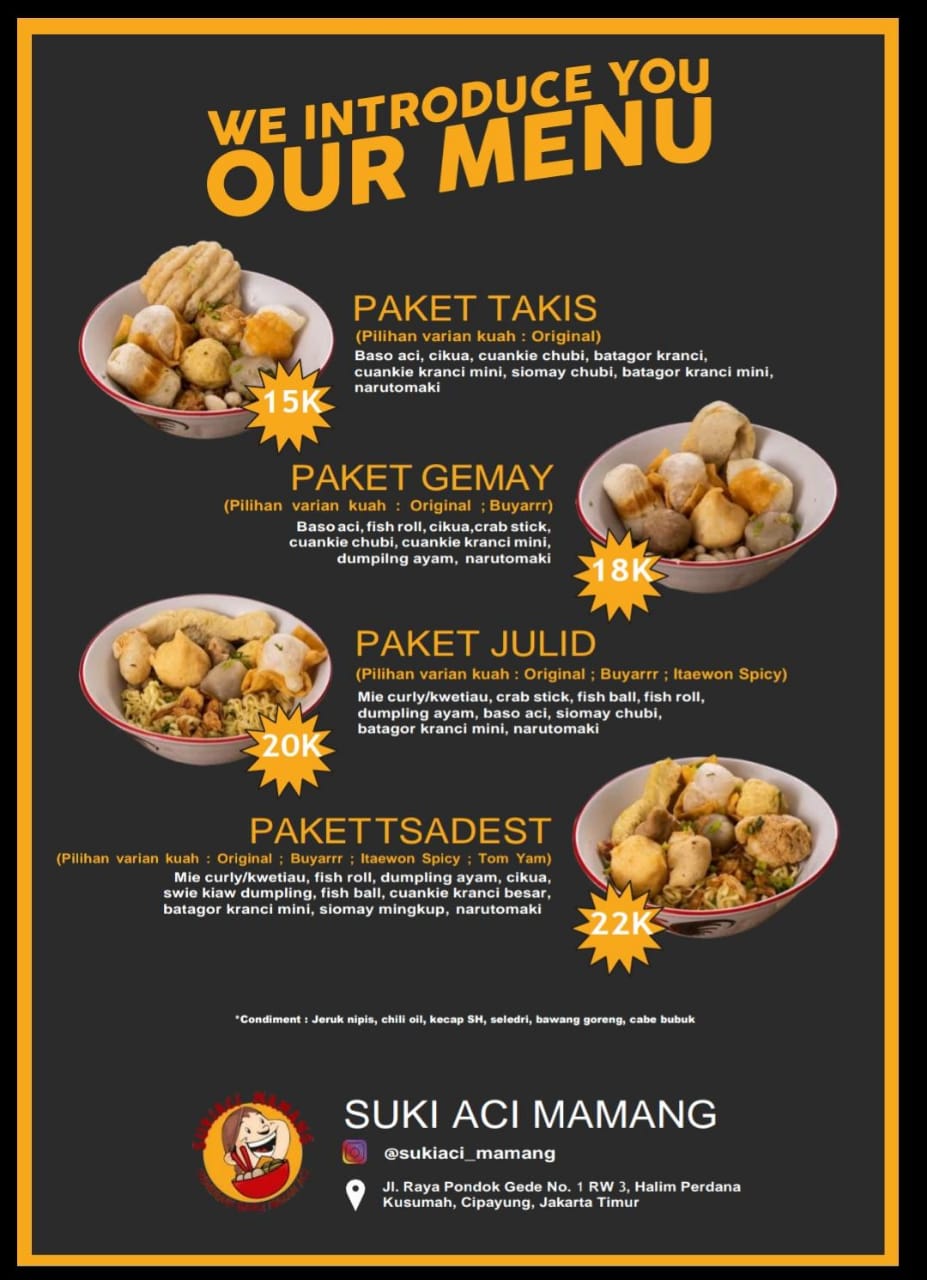 WE INTRODUCE YOU
OUR MENU
PAKET TAKIS
(Pilihan varian kuah : Original)
Baso aci, cikua, cuankie chubi, batagor kranci,
cuankie kranci mini, siomay chubi, batagor kranci mini,
narutomaki
15K
PAKET GEMAY
(Pilihan varian kuah : Original ; Buyarrr)
Baso aci, fish roll, cikua,crab stick,
cuankie chubi, cuankie kranci mini,
dumpilng ayam, narutomaki
18K
PAKET JULID
(Pilihan varian kuah : Original ; Buyarrr ; Itaewon Spicy)
Mie curly/kwetiau, crab stick, fish ball, fish roll,
dumpling ayam, baso aci, siomay chubi,
batagor kranci mini, narutomaki
20K
PAKET TSADEST
(Pilihan varian kuah : Original ; Buyarrr ; Itaewon Spicy ; Tom Yam)
Mie curly/kwetiau, fish roll, dumpling ayam, cikua,
swie kiaw dumpling, fish ball, cuankie kranci besar,
batagor kranci mini, siomay mingkup, narutomaki
22K
*Condiment : Jeruk nipis, chili oil, kecap SH, seledri, bawang goreng, cabe bubuk
SUKIACI MAMANG
SUKI ACI MAMANG
@sukiaci_mamang
Jl. Raya Pondok Gede No. 1 RW 3, Halim Perdana
Kusumah, Cipayung, Jakarta Timur